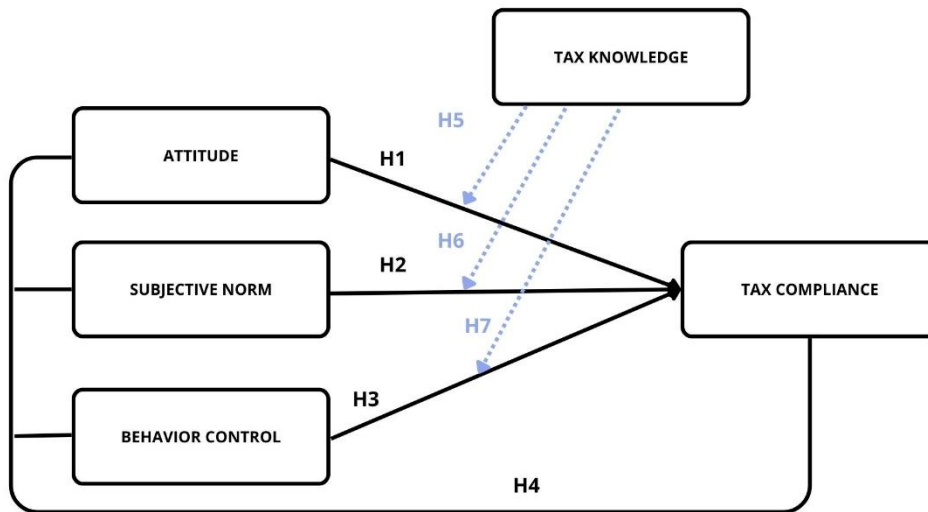 TAX KNOWLEDGE
H5
ATTITUDE
H1
H6
H2
SUBJECTIVE NORM
TAX COMPLIANCE
H7
H3
BEHAVIOR CONTROL
H4